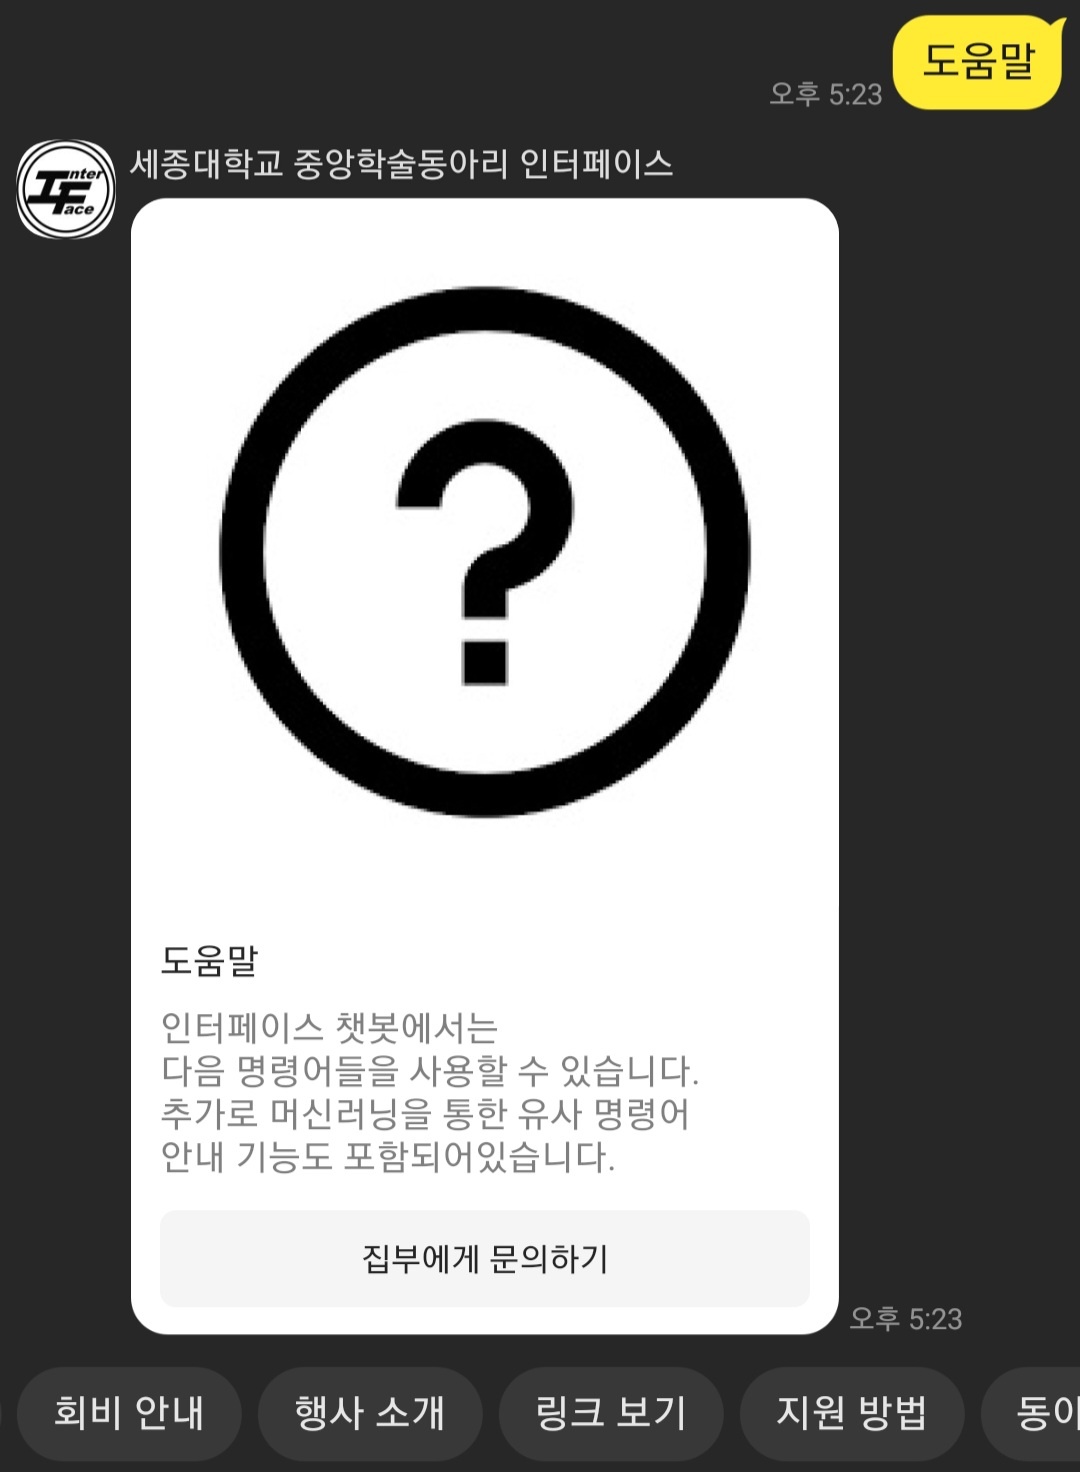 도움말
오후 5:23
세종대학교 중앙학술동아리 인터페이스
Inter
Face
?
도움말
인터페이스 챗봇에서는
다음 명령어들을 사용할 수 있습니다.
추가로 머신러닝을 통한 유사 명령어
안내 기능도 포함되어있습니다.
집부에게 문의하기
오후 5:23
회비 안내 행사 소개 링크 보기 지원 방법